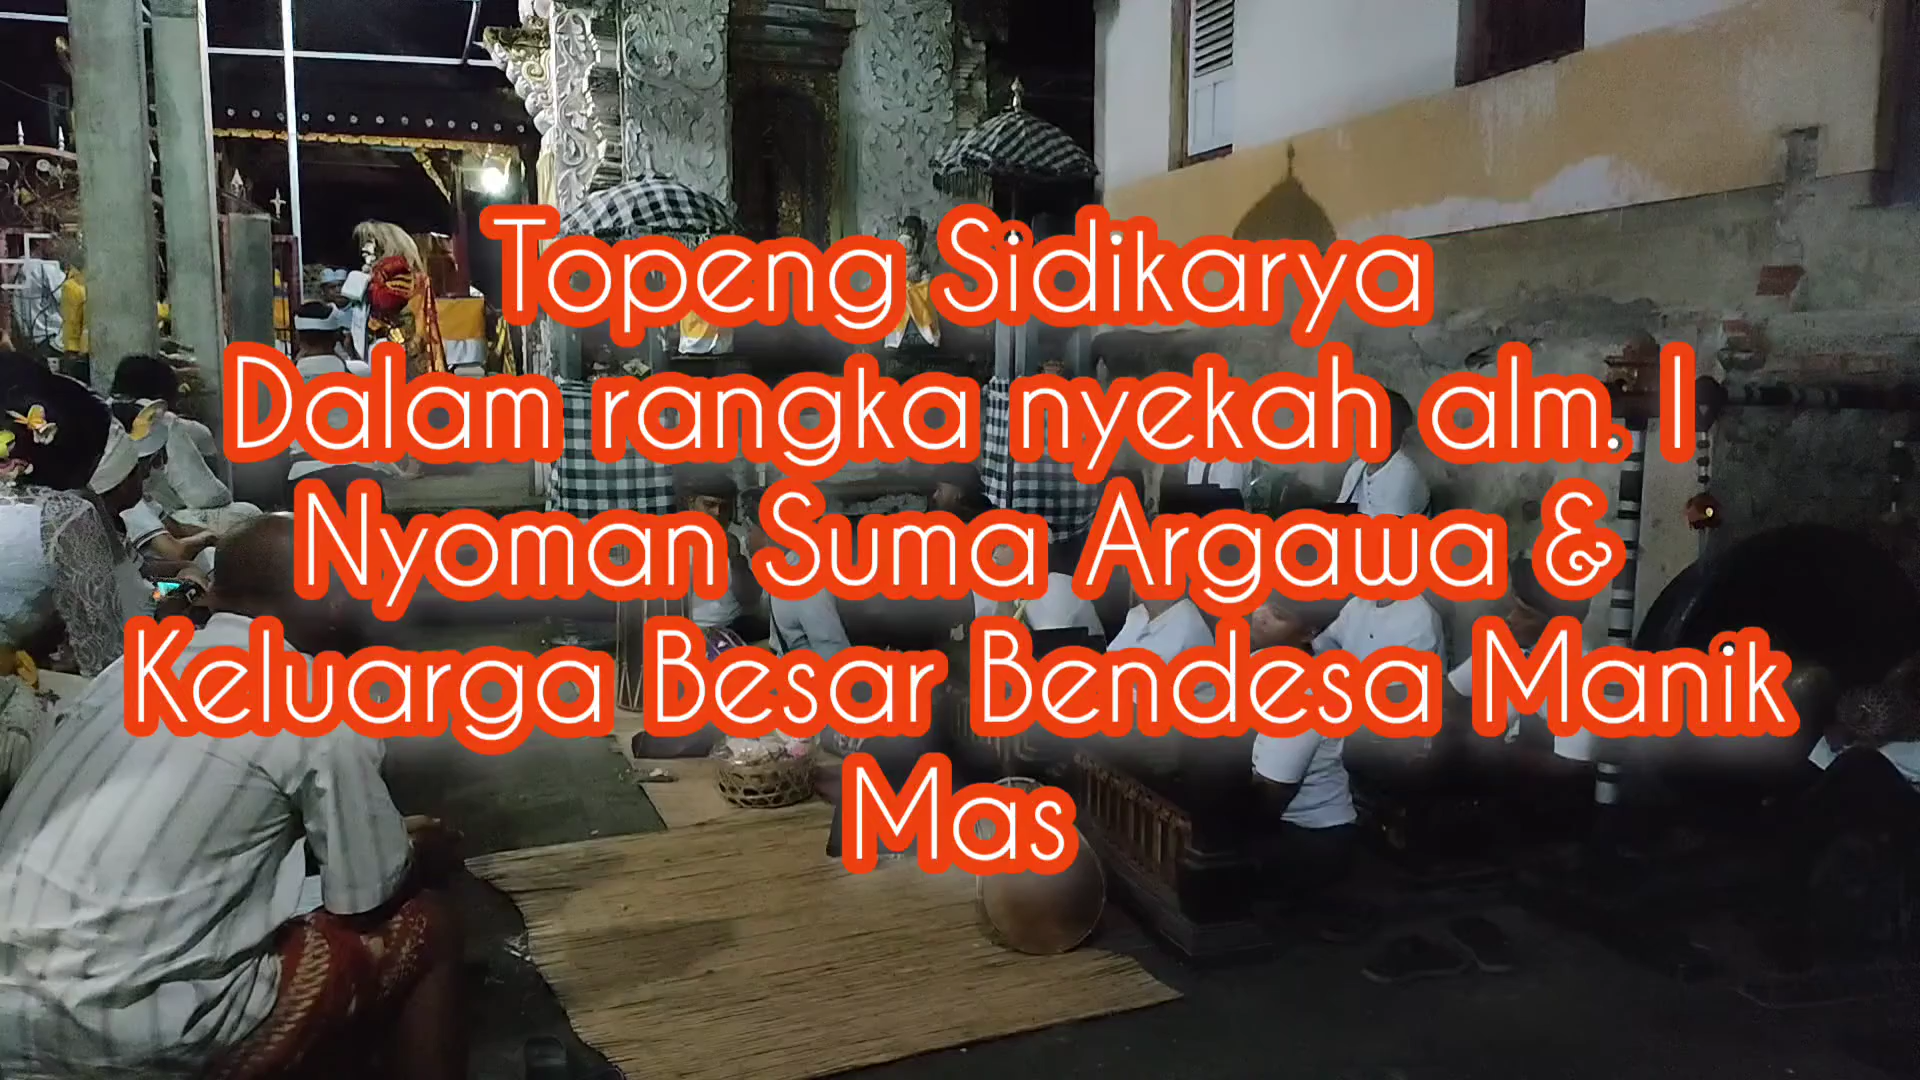 Topeng Sidikarya
Dalam rangka nyekah alm. I
Nyoman Suma Argawa &
Keluarga Besar Bendesa Manik
Mas